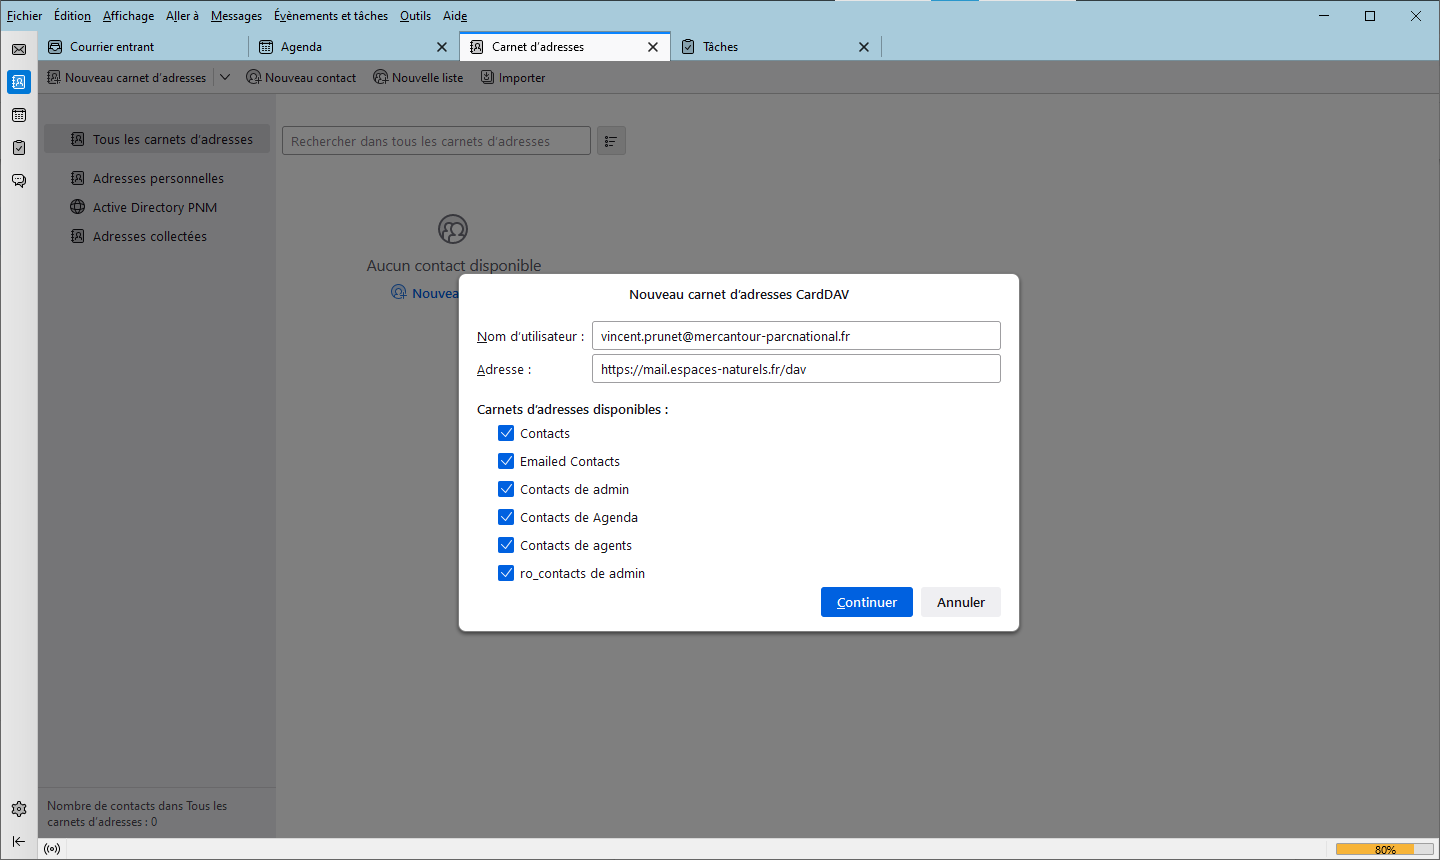 Fichier Édition Affichage Aller à Messages Évènements et tâches Outils Aide
Courrier entrant Agenda Carnet d'adresses Tâches
Nouveau carnet d'adresses Nouveau contact Nouvelle liste Importer
Tous les carnets d'adresses
Rechercher dans tous les carnets d'adresses
Adresses personnelles
Active Directory PNM
Adresses collectées
Aucun contact disponible
Nouvea
Nouveau carnet d'adresses CardDAV
Nom d'utilisateur : vincent.prunet@mercantour-parcnational.fr
Adresse : https://mail.espaces-naturels.fr/dav
Carnets d'adresses disponibles :
Contacts
Emailed Contacts
Contacts de admin
Contacts de Agenda
Contacts de agents
ro_contacts de admin
Continuer Annuler
Nombre de contacts dans Tous les
carnets d'adresses : 0
80%